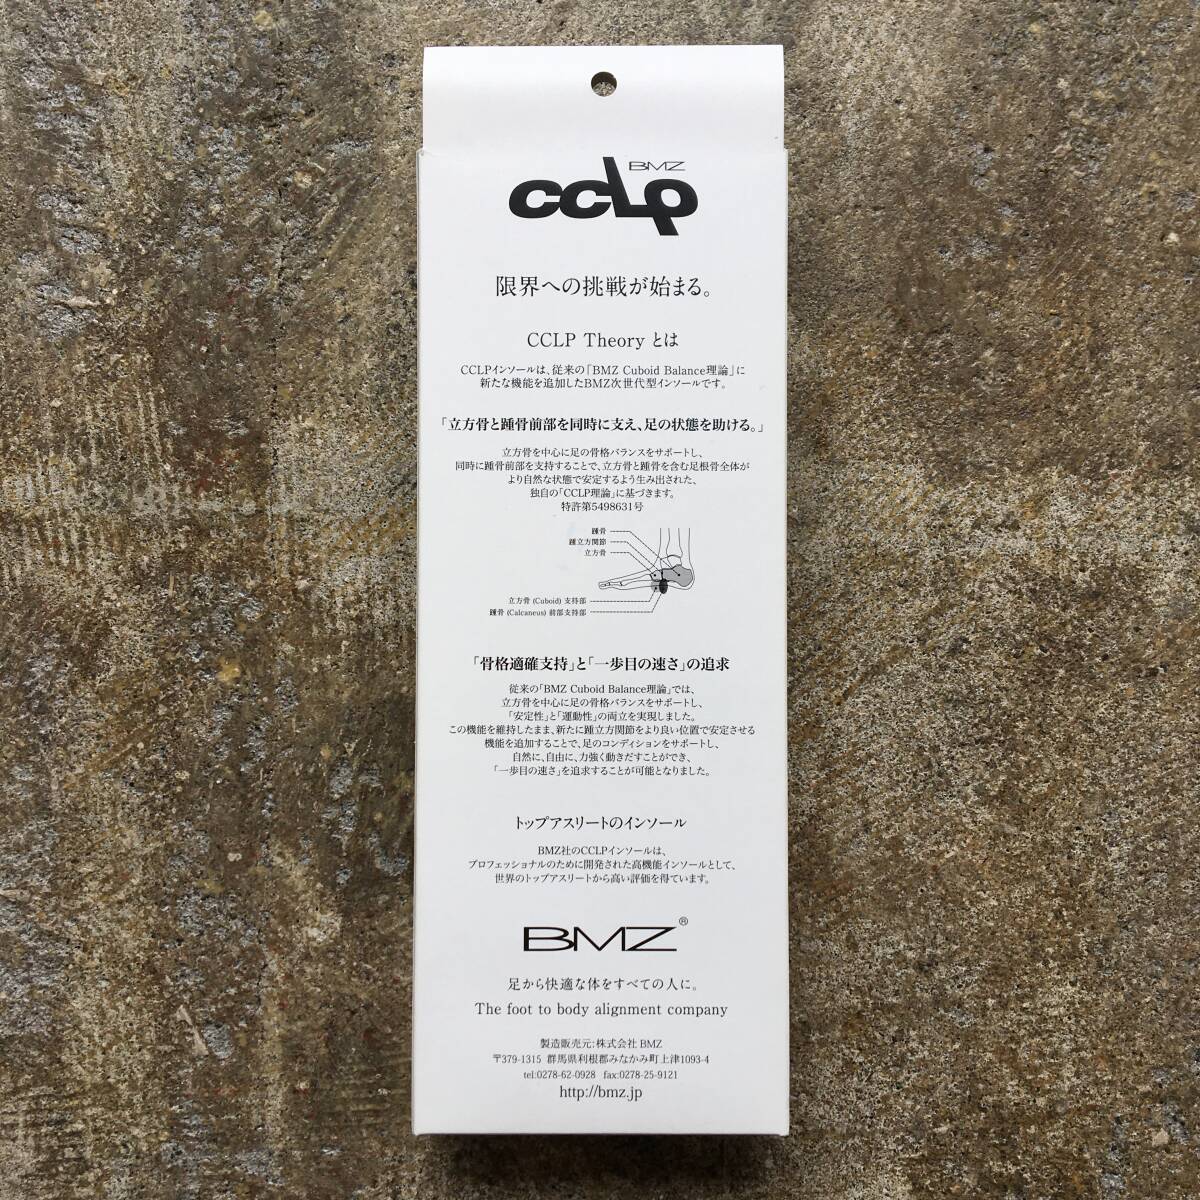 BMZ
ccLp
限界への挑戦が始まる。
CCLP Theory とは
CCLPインソールは、従来の「BMZ Cuboid Balance理論」に
新たな機能を追加したBMZ次世代型インソールです。
「立方骨と踵骨前部を同時に支え、足の状態を助ける。」
立方骨を中心に足の骨格バランスをサポートし、
同時に踵骨前部を支持することで、立方骨と踵骨を含む足根骨全体が
より自然な状態で安定するよう生み出された、
独自の「CCLP理論」に基づきます。
特許第5498631号
踵骨
踵立方関節
立方骨
立方骨 (Cuboid) 支持部
踵骨 (Calcaneus) 前部支持部
「骨格適確支持」と「一歩目の速さ」の追求
従来の「BMZ Cuboid Balance理論」では、
立方骨を中心に足の骨格バランスをサポートし、
「安定性」と「運動性」の両立を実現しました。
この機能を維持したまま、新たに踵立方関節をより良い位置で安定させる
機能を追加することで、足のコンディションをサポートし、
自然に、自由に、力強く動きだすことができ、
「一歩目の速さ」を追求することが可能となりました。
トップアスリートのインソール
BMZ社のCCLPインソールは、
プロフェッショナルのために開発された高機能インソールとして、
世界のトップアスリートから高い評価を得ています。
BMZ®
足から快適な体をすべての人に。
The foot to body alignment company
製造販売元:株式会社 BMZ
〒379-1315 群馬県利根郡みなかみ町上津1093-4
tel:0278-62-0928 fax:0278-25-9121
http://bmz.jp